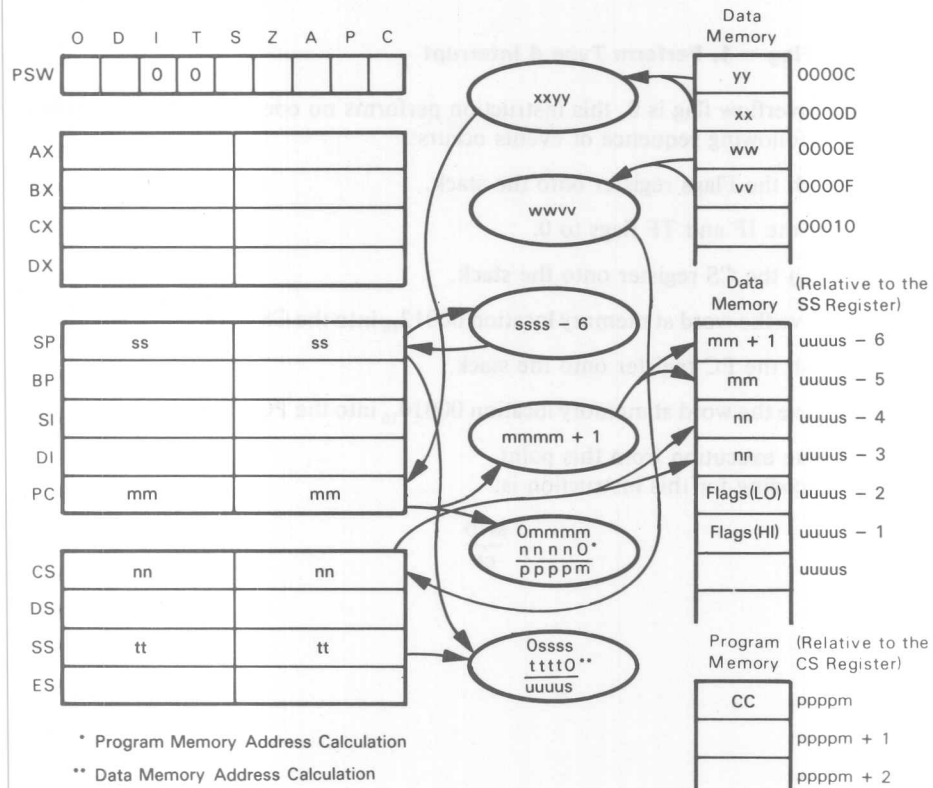 O D I T S Z A P C
PSW 0 0
AX
BX
CX
DX
SP ss ss
BP
SI
DI
PC mm mm
CS nn nn
DS
SS tt tt
ES
* Program Memory Address Calculation
** Data Memory Address Calculation
xxyy
wwvv
ssss - 6
mmmm + 1
0mmmm
nnnn0*
ppppm
0ssss
tttt0**
uuuus
Data
Memory
yy 0000C
xx 0000D
ww 0000E
vv 0000F
00010
Data (Relative to the
Memory SS Register)
mm + 1 uuuus - 6
mm uuuus - 5
nn uuuus - 4
nn uuuus - 3
Flags(LO) uuuus - 2
Flags(HI) uuuus - 1
uuuus
Program (Relative to the
Memory CS Register)
CC ppppm
ppppm + 1
ppppm + 2